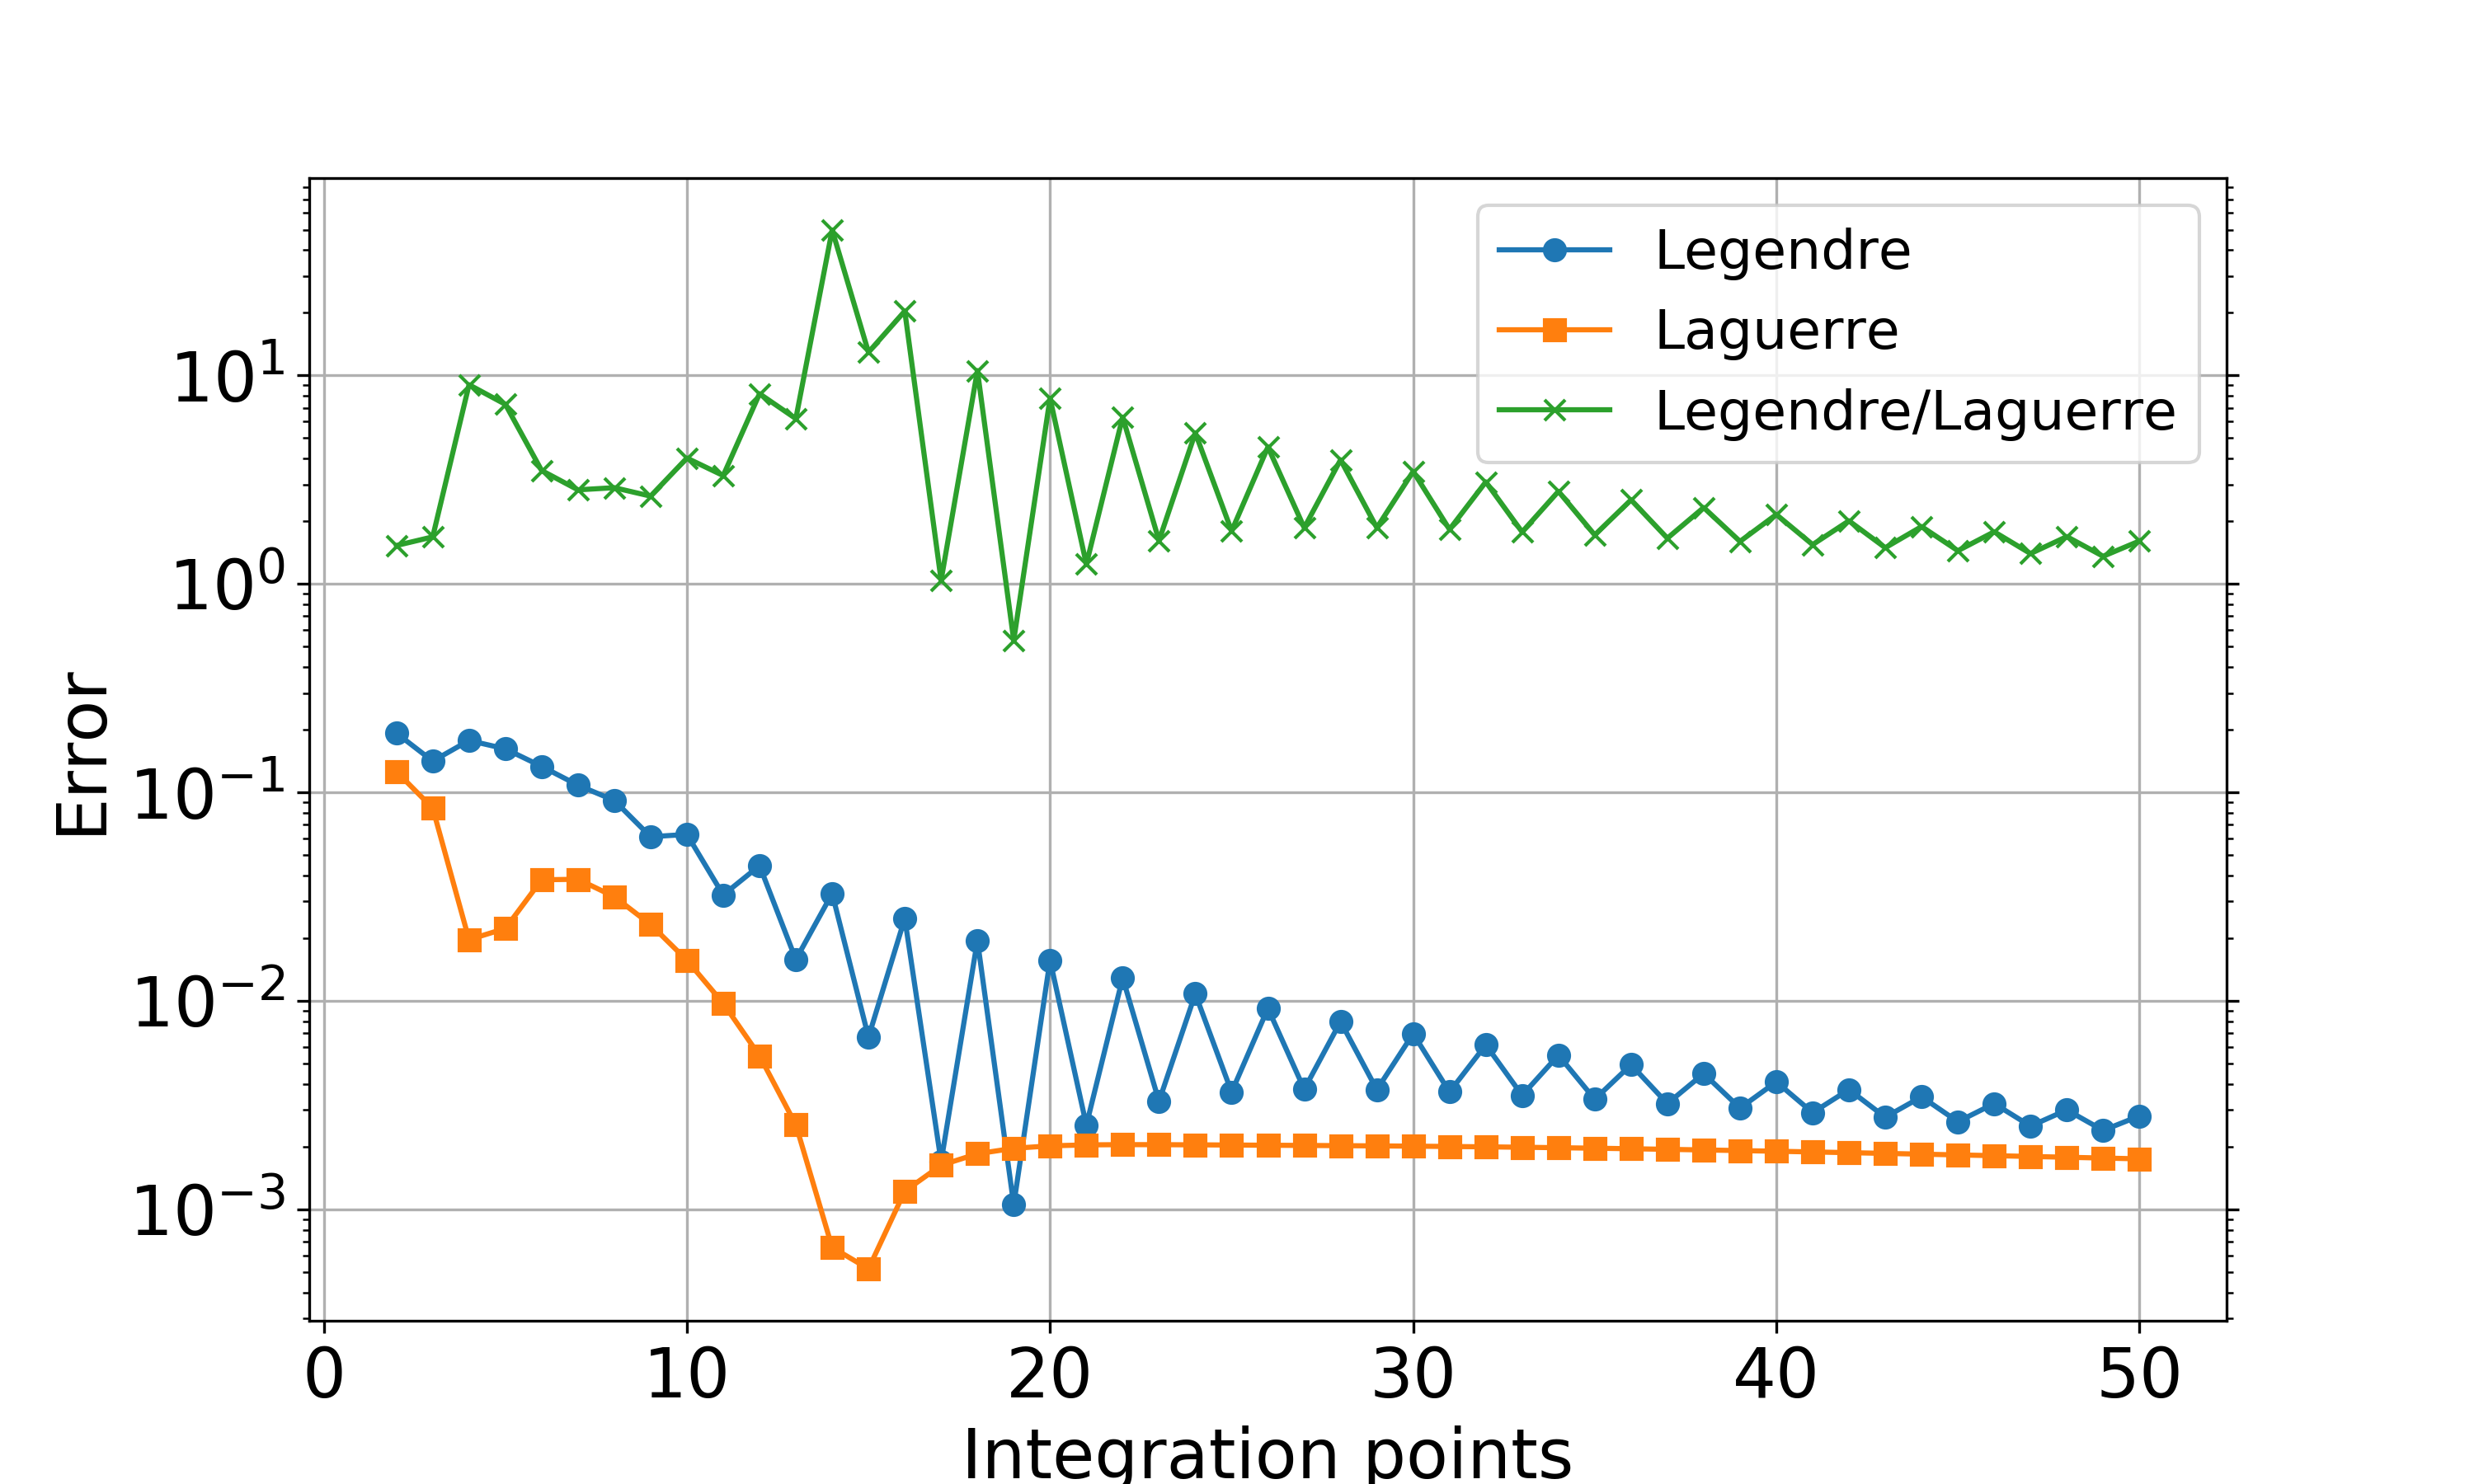 Legendre
Laguerre
Legendre/Laguerre
10¹
10⁰
10⁻¹
10⁻²
10⁻³
Error
0 10 20 30 40 50
Integration points